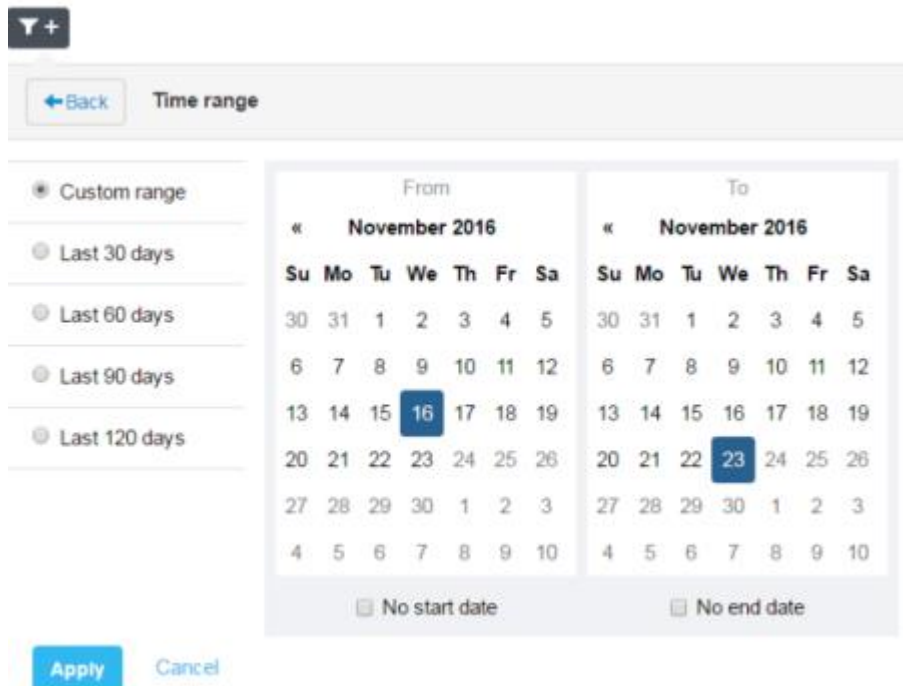 +
Back Time range
Custom range
Last 30 days
Last 60 days
Last 90 days
Last 120 days
From
« November 2016
Su Mo Tu We Th Fr Sa
30 31 1 2 3 4 5
6 7 8 9 10 11 12
13 14 15 16 17 18 19
20 21 22 23 24 25 26
27 28 29 30 1 2 3
4 5 6 7 8 9 10
No start date
To
« November 2016
Su Mo Tu We Th Fr Sa
30 31 1 2 3 4 5
6 7 8 9 10 11 12
13 14 15 16 17 18 19
20 21 22 23 24 25 26
27 28 29 30 1 2 3
4 5 6 7 8 9 10
No end date
Apply Cancel